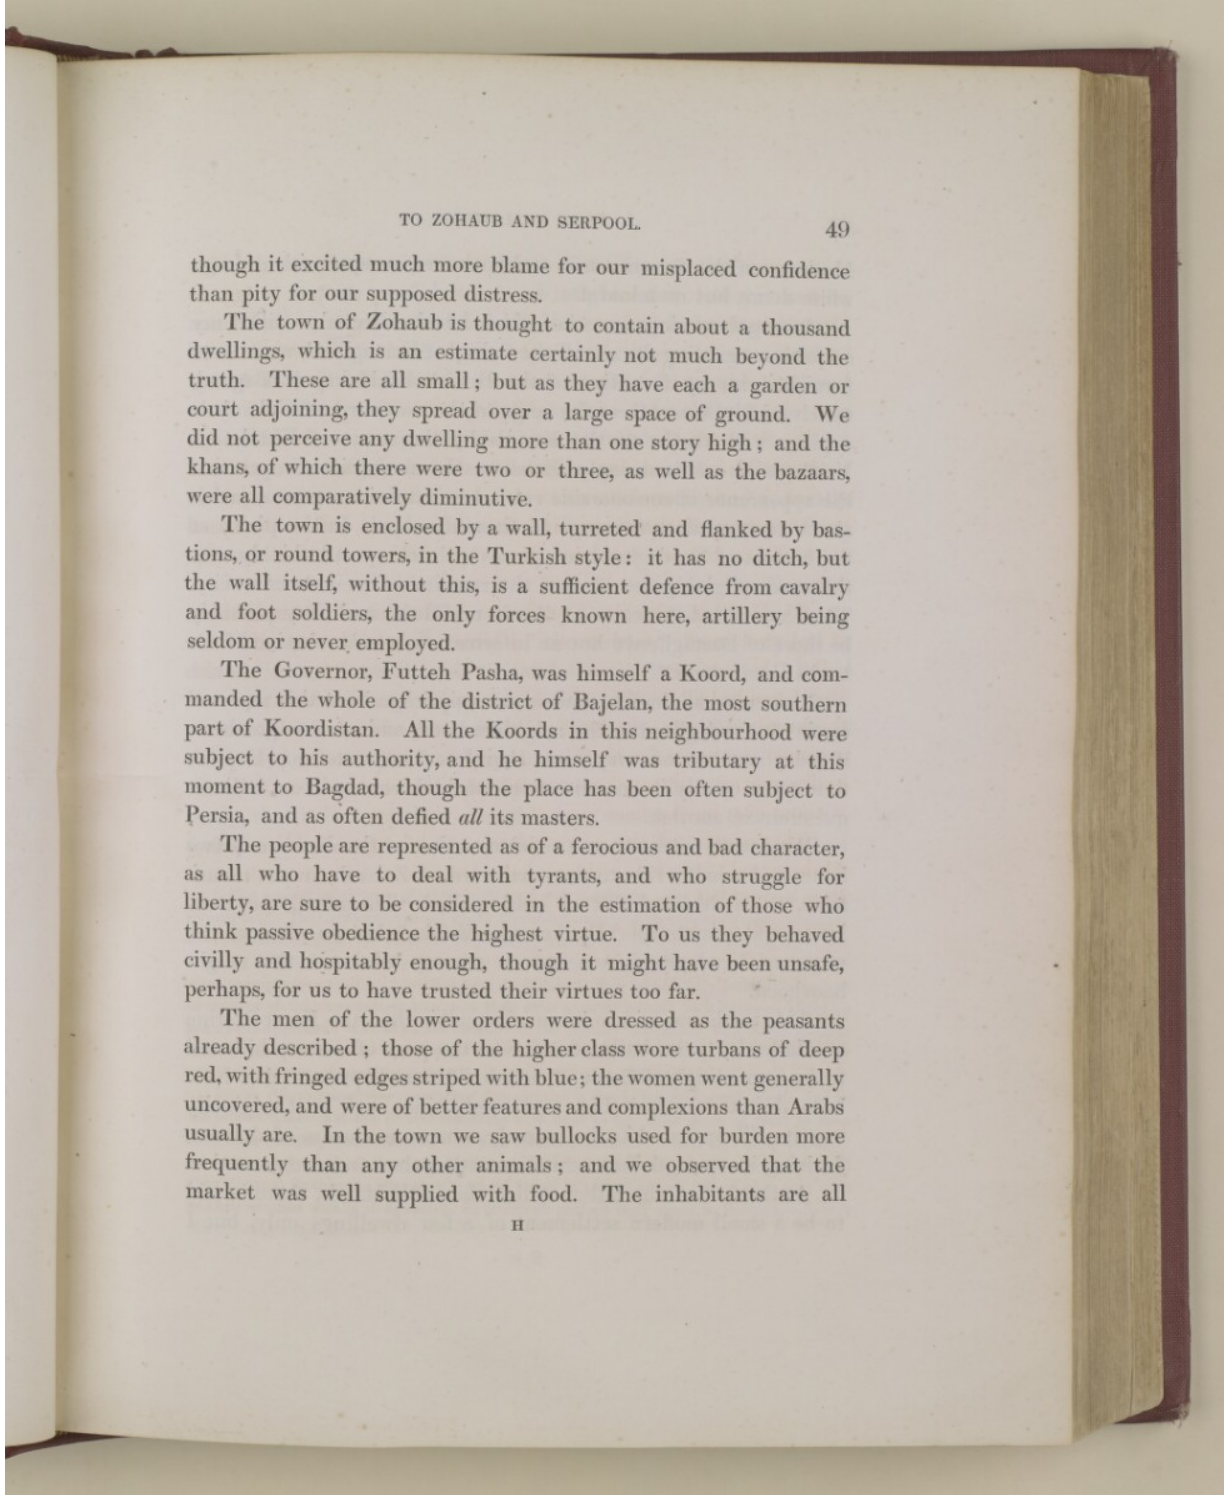 TO ZOHAUB AND SERPOOL. 49
though it excited much more blame for our misplaced confidence
than pity for our supposed distress.
The town of Zohaub is thought to contain about a thousand
dwellings, which is an estimate certainly not much beyond the
truth. These are all small; but as they have each a garden or
court adjoining, they spread over a large space of ground. We
did not perceive any dwelling more than one story high; and the
khans, of which there were two or three, as well as the bazaars,
were all comparatively diminutive.
The town is enclosed by a wall, turreted and flanked by bas-
tions, or round towers, in the Turkish style: it has no ditch, but
the wall itself, without this, is a sufficient defence from cavalry
and foot soldiers, the only forces known here, artillery being
seldom or never employed.
The Governor, Futteh Pasha, was himself a Koord, and com-
manded the whole of the district of Bajelan, the most southern
part of Koordistan. All the Koords in this neighbourhood were
subject to his authority, and he himself was tributary at this
moment to Bagdad, though the place has been often subject to
Persia, and as often defied all its masters.
The people are represented as of a ferocious and bad character,
as all who have to deal with tyrants, and who struggle for
liberty, are sure to be considered in the estimation of those who
think passive obedience the highest virtue. To us they behaved
civilly and hospitably enough, though it might have been unsafe,
perhaps, for us to have trusted their virtues too far.
The men of the lower orders were dressed as the peasants
already described; those of the higher class wore turbans of deep
red, with fringed edges striped with blue; the women went generally
uncovered, and were of better features and complexions than Arabs
usually are. In the town we saw bullocks used for burden more
frequently than any other animals; and we observed that the
market was well supplied with food. The inhabitants are all
H